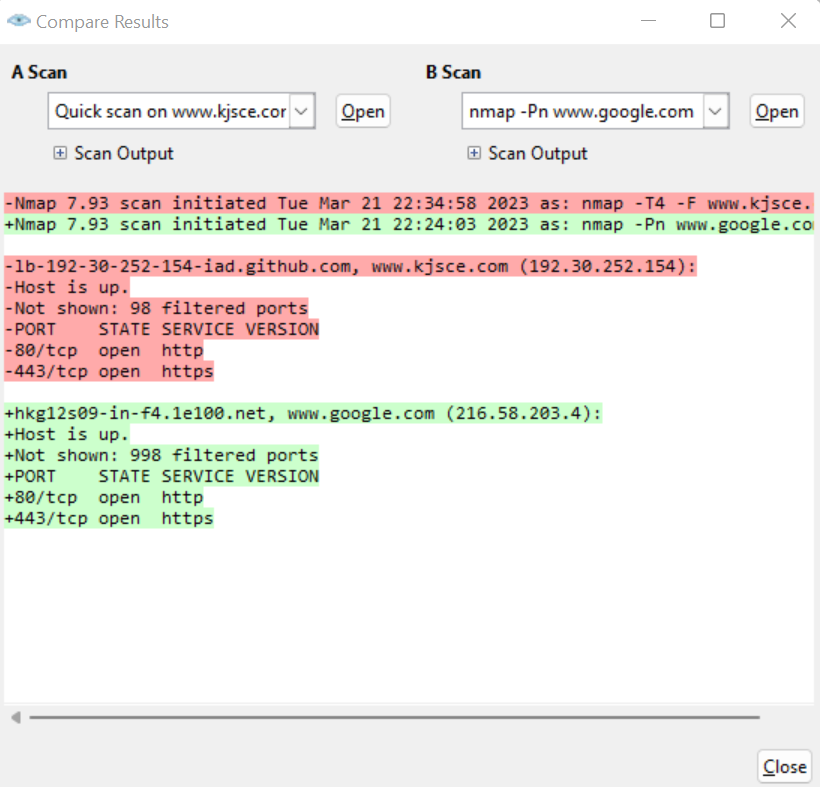 Compare Results
A Scan
B Scan
Quick scan on www.kjsce.cor
Open
nmap -Pn www.google.com
Open
Scan Output
Scan Output
-Nmap 7.93 scan initiated Tue Mar 21 22:34:58 2023 as: nmap -T4 -F www.kjsce.
+Nmap 7.93 scan initiated Tue Mar 21 22:24:03 2023 as: nmap -Pn www.google.co
-lb-192-30-252-154-iad.github.com, www.kjsce.com (192.30.252.154):
-Host is up.
-Not shown: 98 filtered ports
-PORT    STATE SERVICE VERSION
-80/tcp  open  http
-443/tcp open  https
+hkg12s09-in-f4.1e100.net, www.google.com (216.58.203.4):
+Host is up.
+Not shown: 998 filtered ports
+PORT    STATE SERVICE VERSION
+80/tcp  open  http
+443/tcp open  https
Close